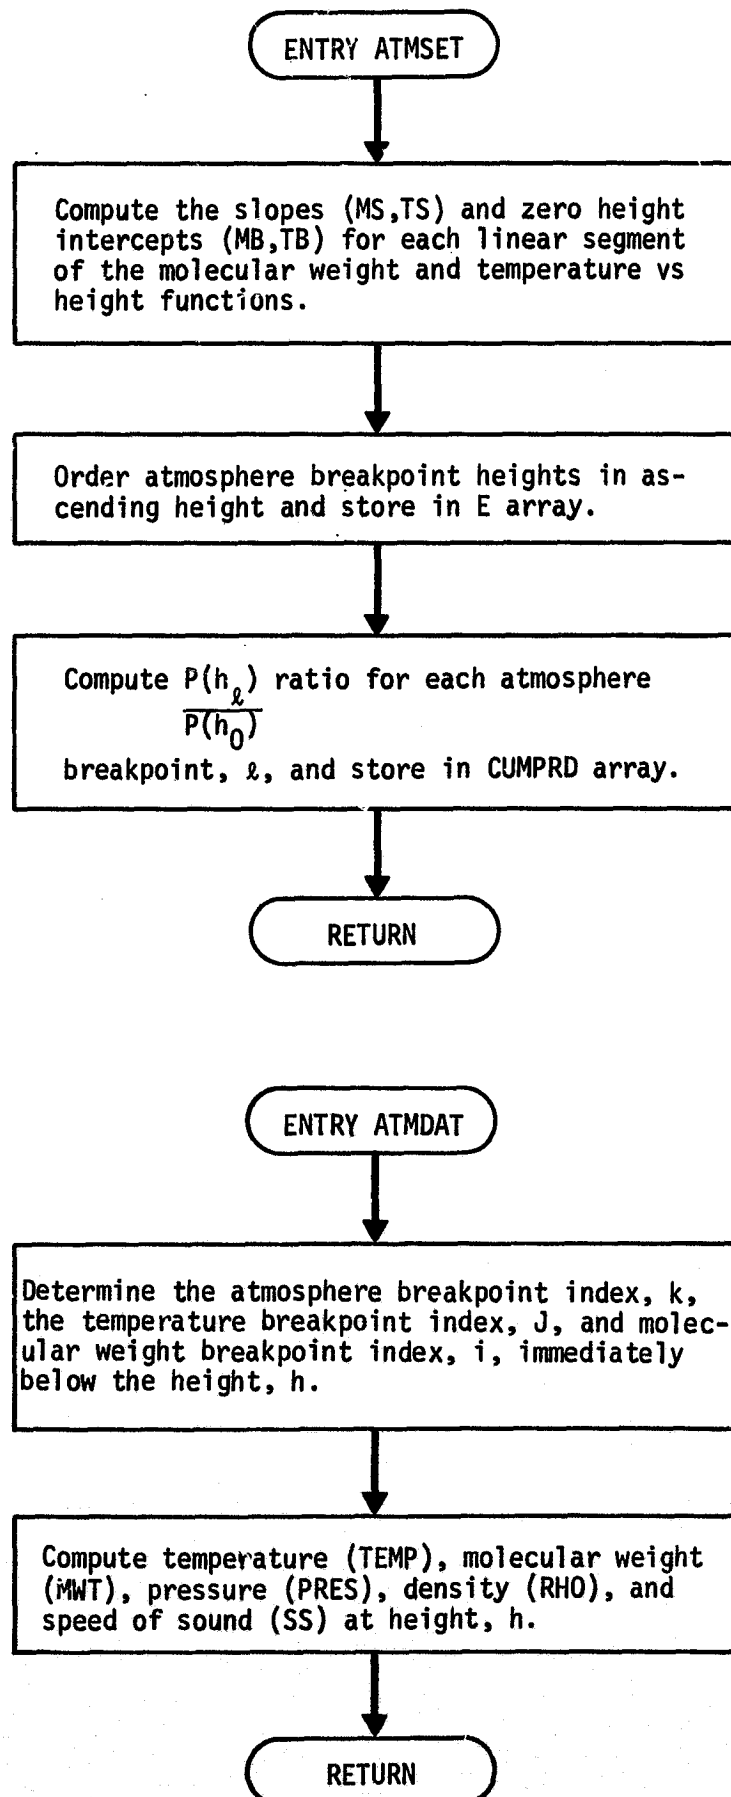 ENTRY ATMSET
Compute the slopes (MS,TS) and zero height
intercepts (MB,TB) for each linear segment
of the molecular weight and temperature vs
height functions.
Order atmosphere breakpoint heights in as-
cending height and store in E array.
Compute P(h_ℓ) ratio for each atmosphere
P(h_0)
breakpoint, ℓ, and store in CUMPRD array.
RETURN
ENTRY ATMDAT
Determine the atmosphere breakpoint index, k,
the temperature breakpoint index, J, and molec-
ular weight breakpoint index, i, immediately
below the height, h.
Compute temperature (TEMP), molecular weight
(MWT), pressure (PRES), density (RHO), and
speed of sound (SS) at height, h.
RETURN